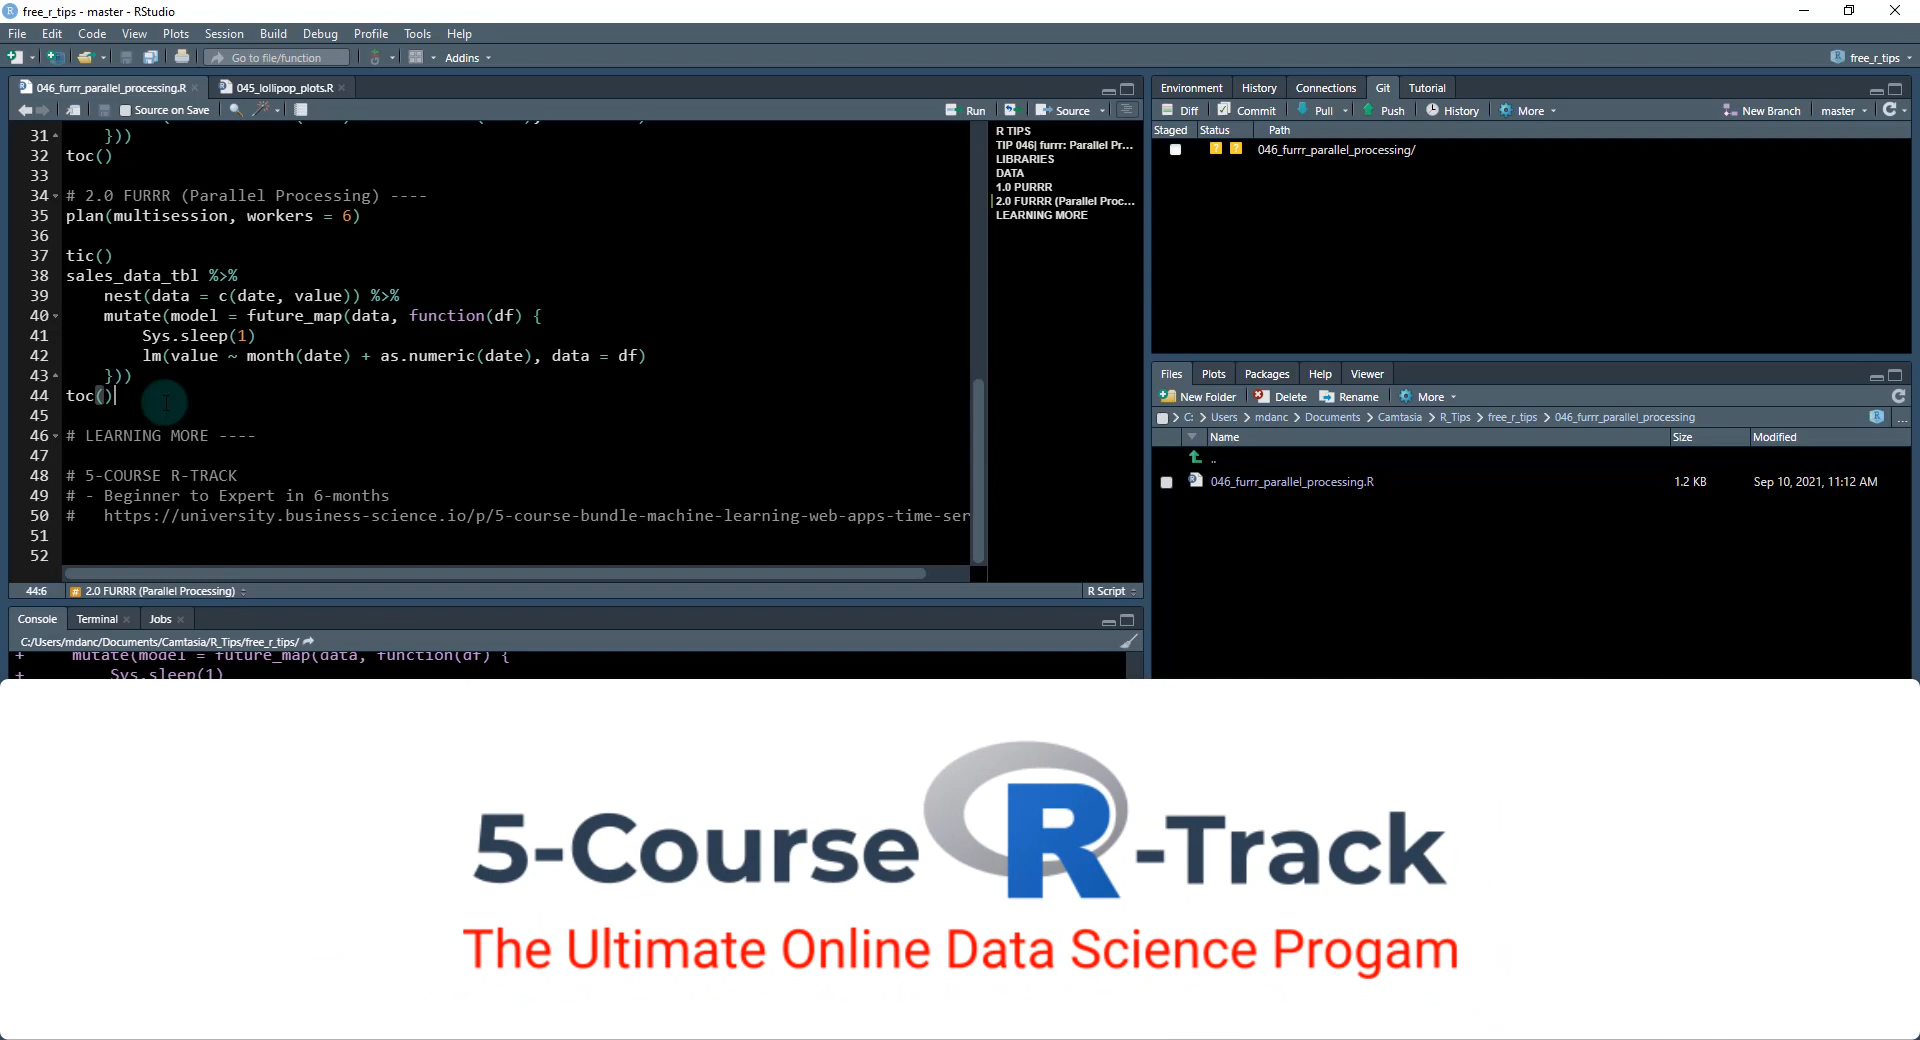 free_r_tips - master - RStudio
File Edit Code View Plots Session Build Debug Profile Tools Help
Go to file/function Addins free_r_tips
046_furrr_parallel_processing.R 045_lollipop_plots.R
Source on Save Run Source
31 }))
32 toc()
33
34 # 2.0 FURRR (Parallel Processing) ----
35 plan(multisession, workers = 6)
36
37 tic()
38 sales_data_tbl %>%
39 nest(data = c(date, value)) %>%
40 mutate(model = future_map(data, function(df) {
41 Sys.sleep(1)
42 lm(value ~ month(date) + as.numeric(date), data = df)
43 }))
44 toc()
45
46 # LEARNING MORE ----
47
48 # 5-COURSE R-TRACK
49 # - Beginner to Expert in 6-months
50 # https://university.business-science.io/p/5-course-bundle-machine-learning-web-apps-time-ser
51
52
44:6 # 2.0 FURRR (Parallel Processing) R Script
R TIPS
TIP 046| furrr: Parallel Pr...
LIBRARIES
DATA
1.0 PURRR
2.0 FURRR (Parallel Proc...
LEARNING MORE
Console Terminal Jobs
C:/Users/mdanc/Documents/Camtasia/R_Tips/free_r_tips/
+ mutate(model = future_map(data, function(df) {
+ Sys.sleep(1)
Environment History Connections Git Tutorial
Diff Commit Pull Push History More New Branch master
Staged Status Path
? ? 046_furrr_parallel_processing/
Files Plots Packages Help Viewer
New Folder Delete Rename More
C: > Users > mdanc > Documents > Camtasia > R_Tips > free_r_tips > 046_furrr_parallel_processing ...
Name Size Modified
..
046_furrr_parallel_processing.R 1.2 KB Sep 10, 2021, 11:12 AM
5-Course R-Track
The Ultimate Online Data Science Progam